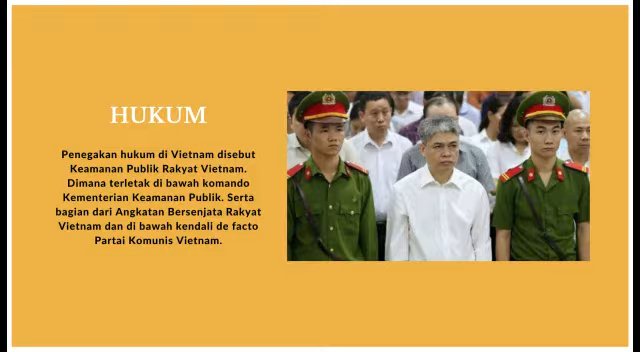 HUKUM
Penegakan hukum di Vietnam disebut
Keamanan Publik Rakyat Vietnam.
Dimana terletak di bawah komando
Kementerian Keamanan Publik. Serta
bagian dari Angkatan Bersenjata Rakyat
Vietnam dan di bawah kendali de facto
Partai Komunis Vietnam.